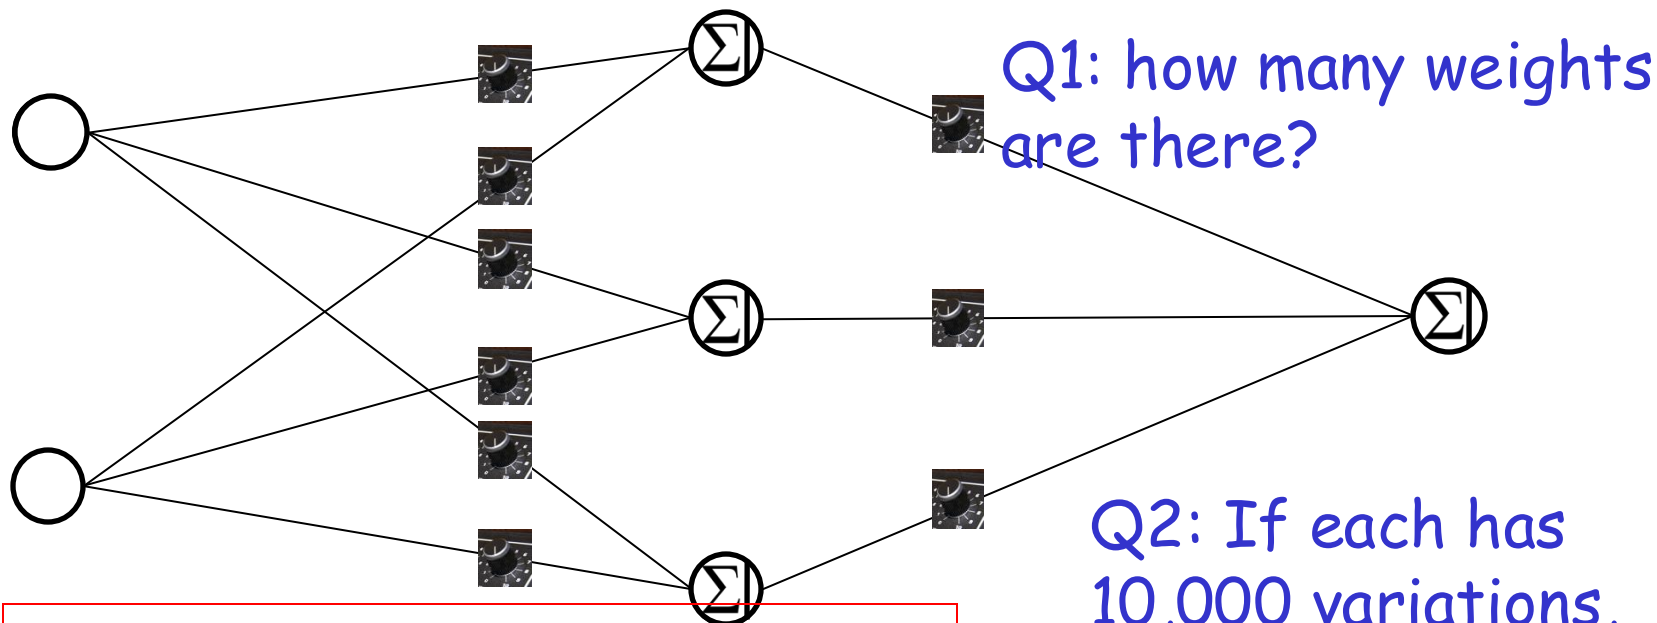 Σ
Q1: how many weights
are there?
Σ
Σ
Q2: If each has
Σ
10,000 variations,